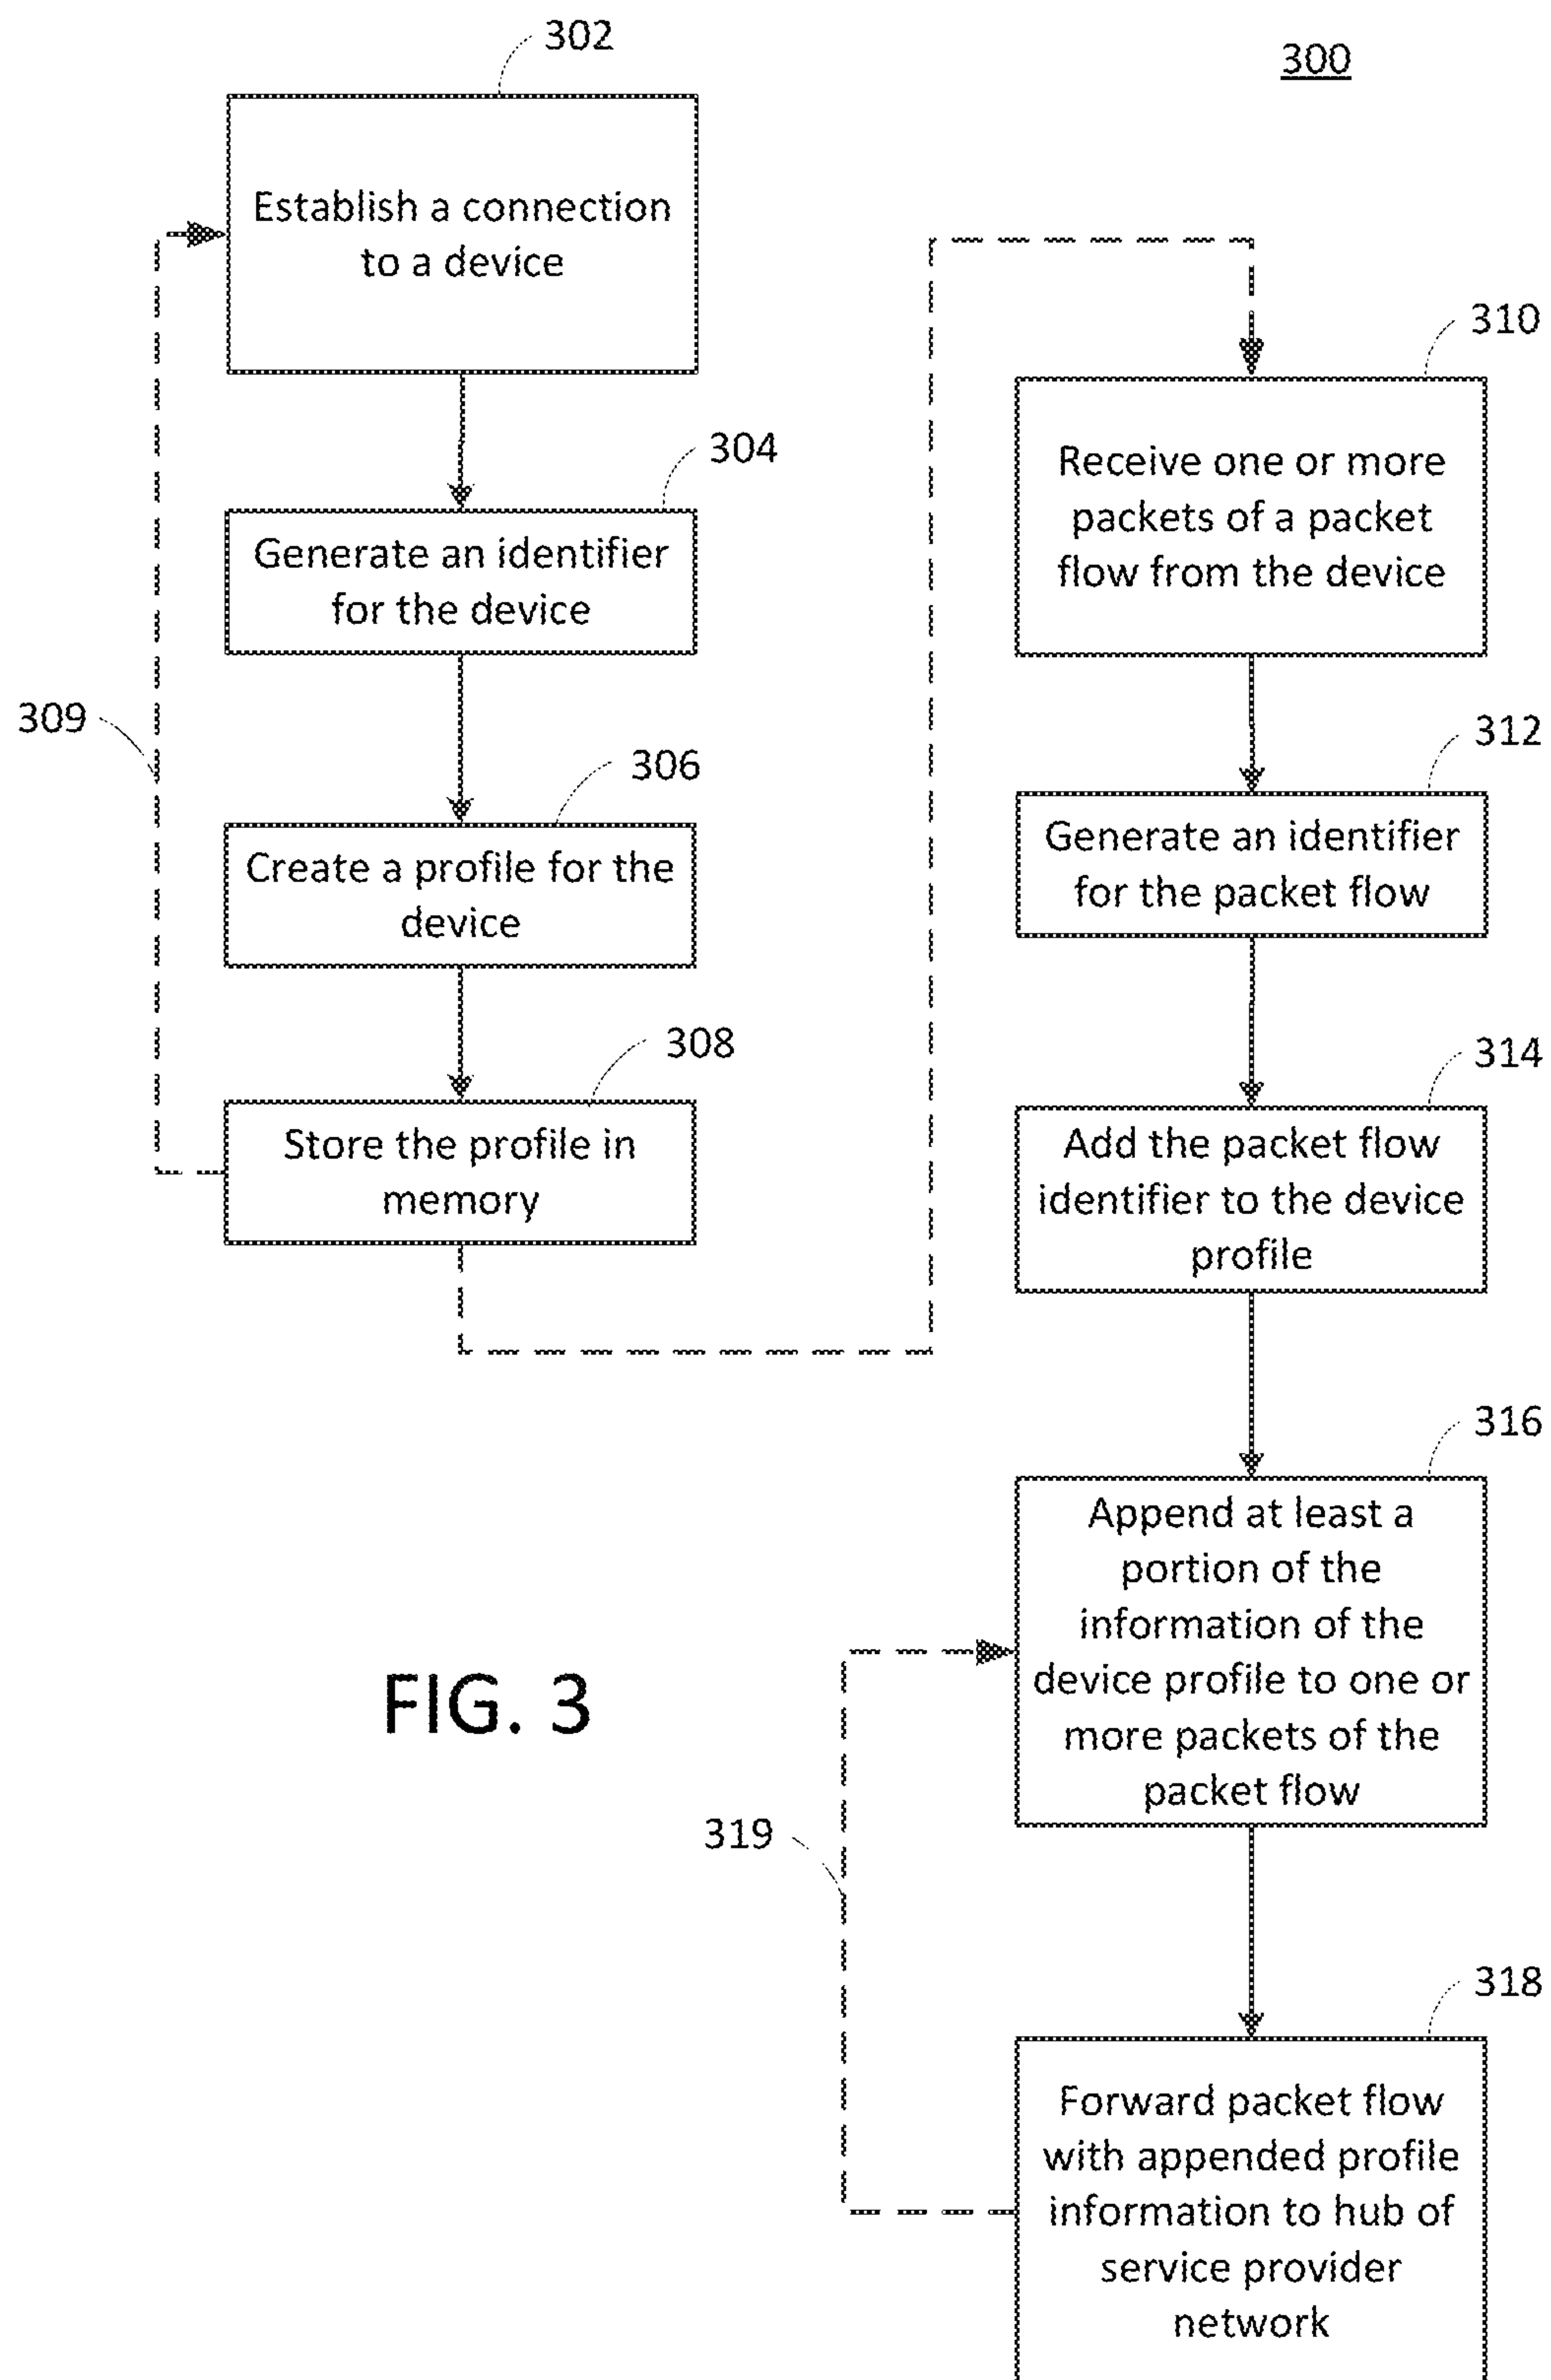 302
300
Establish a connection
to a device
304
Generate an identifier
for the device
309
306
Create a profile for the
device
308
Store the profile in
memory
310
Receive one or more
packets of a packet
flow from the device
312
Generate an identifier
for the packet flow
314
Add the packet flow
identifier to the device
profile
316
Append at least a
portion of the
information of the
device profile to one or
more packets of the
packet flow
319
318
Forward packet flow
with appended profile
information to hub of
service provider
network
FIG. 3